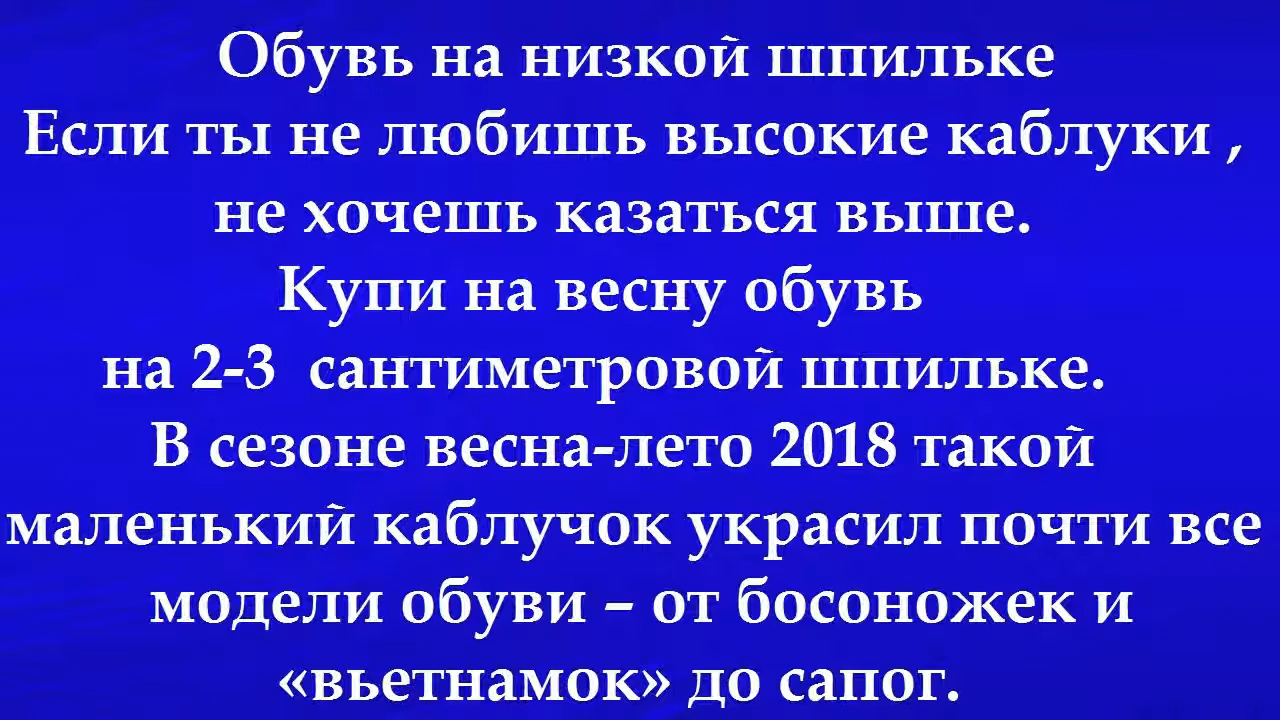 Обувь на низкой шпильке
Если ты не любишь высокие каблуки ,
не хочешь казаться выше.
Купи на весну обувь
на 2-3  сантиметровой шпильке.
В сезоне весна-лето 2018 такой
маленький каблучок украсил почти все
модели обуви – от босоножек и
«вьетнамок» до сапог.